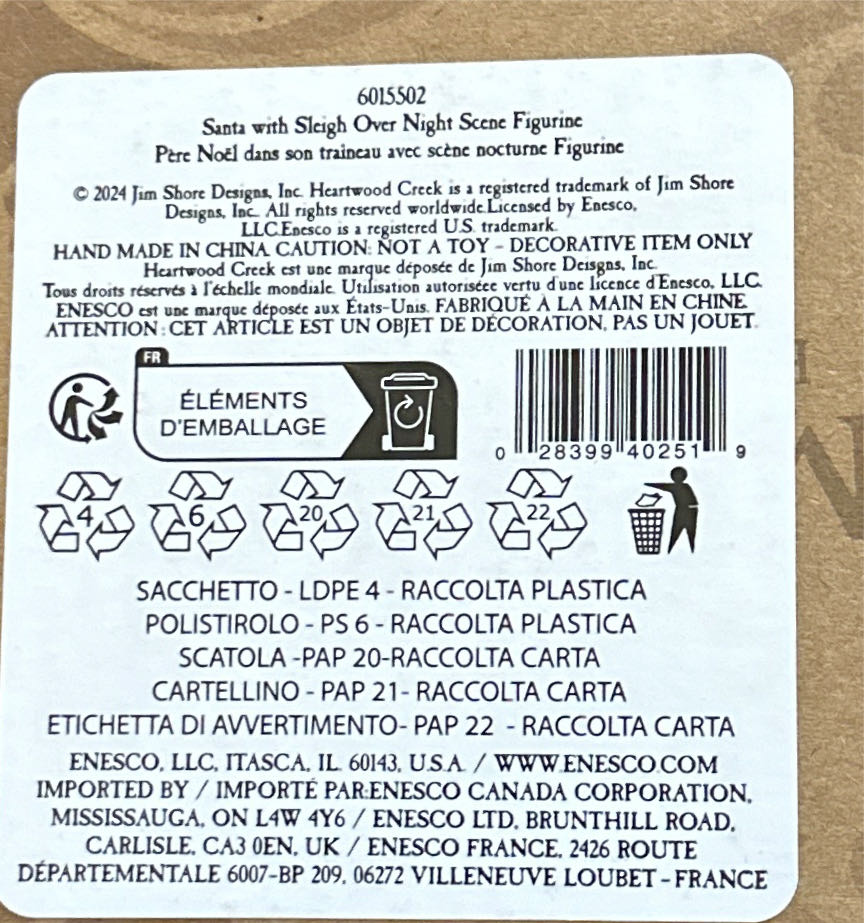 6015502
Santa with Sleigh Over Night Scene Figurine
Père Noël dans son traineau avec scène nocturne Figurine
© 2024 Jim Shore Designs, Inc. Heartwood Creek is a registered trademark of Jim Shore
Designs, Inc. All rights reserved worldwide.Licensed by Enesco,
LLC.Enesco is a registered U.S. trademark.
HAND MADE IN CHINA. CAUTION: NOT A TOY - DECORATIVE ITEM ONLY
Heartwood Creek est une marque déposée de Jim Shore Deisgns, Inc.
Tous droits réservés à l'échelle mondiale. Utilisation autorisée vertu d'une licence d'Enesco, LLC.
ENESCO est une marque déposée aux États-Unis. FABRIQUÉ À LA MAIN EN CHINE.
ATTENTION : CET ARTICLE EST UN OBJET DE DÉCORATION, PAS UN JOUET.
FR
ÉLÉMENTS
D'EMBALLAGE
0 28399 40251 9
4 6 20 21 22
SACCHETTO - LDPE 4 - RACCOLTA PLASTICA
POLISTIROLO - PS 6 - RACCOLTA PLASTICA
SCATOLA -PAP 20-RACCOLTA CARTA
CARTELLINO - PAP 21- RACCOLTA CARTA
ETICHETTA DI AVVERTIMENTO- PAP 22 - RACCOLTA CARTA
ENESCO, LLC, ITASCA, IL 60143, U.S.A. / WWW.ENESCO.COM
IMPORTED BY / IMPORTÉ PAR:ENESCO CANADA CORPORATION,
MISSISSAUGA, ON L4W 4Y6 / ENESCO LTD, BRUNTHILL ROAD,
CARLISLE, CA3 0EN, UK / ENESCO FRANCE, 2426 ROUTE
DÉPARTEMENTALE 6007-BP 209, 06272 VILLENEUVE LOUBET - FRANCE